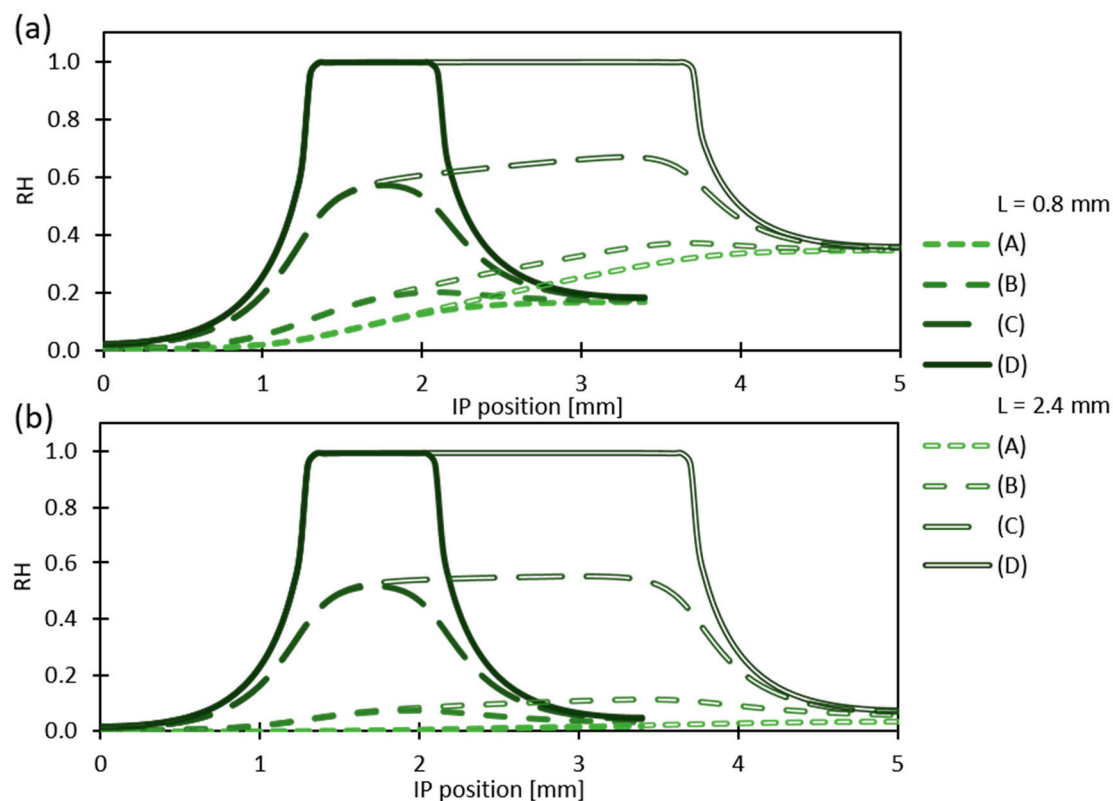 (a)
1.0
0.8
0.6
0.4
0.2
0.0
RH
0 1 2 3 4 5
IP position [mm]
L = 0.8 mm
(A)
(B)
(C)
(D)
L = 2.4 mm
(A)
(B)
(C)
(D)
(b)
1.0
0.8
0.6
0.4
0.2
0.0
RH
0 1 2 3 4 5
IP position [mm]